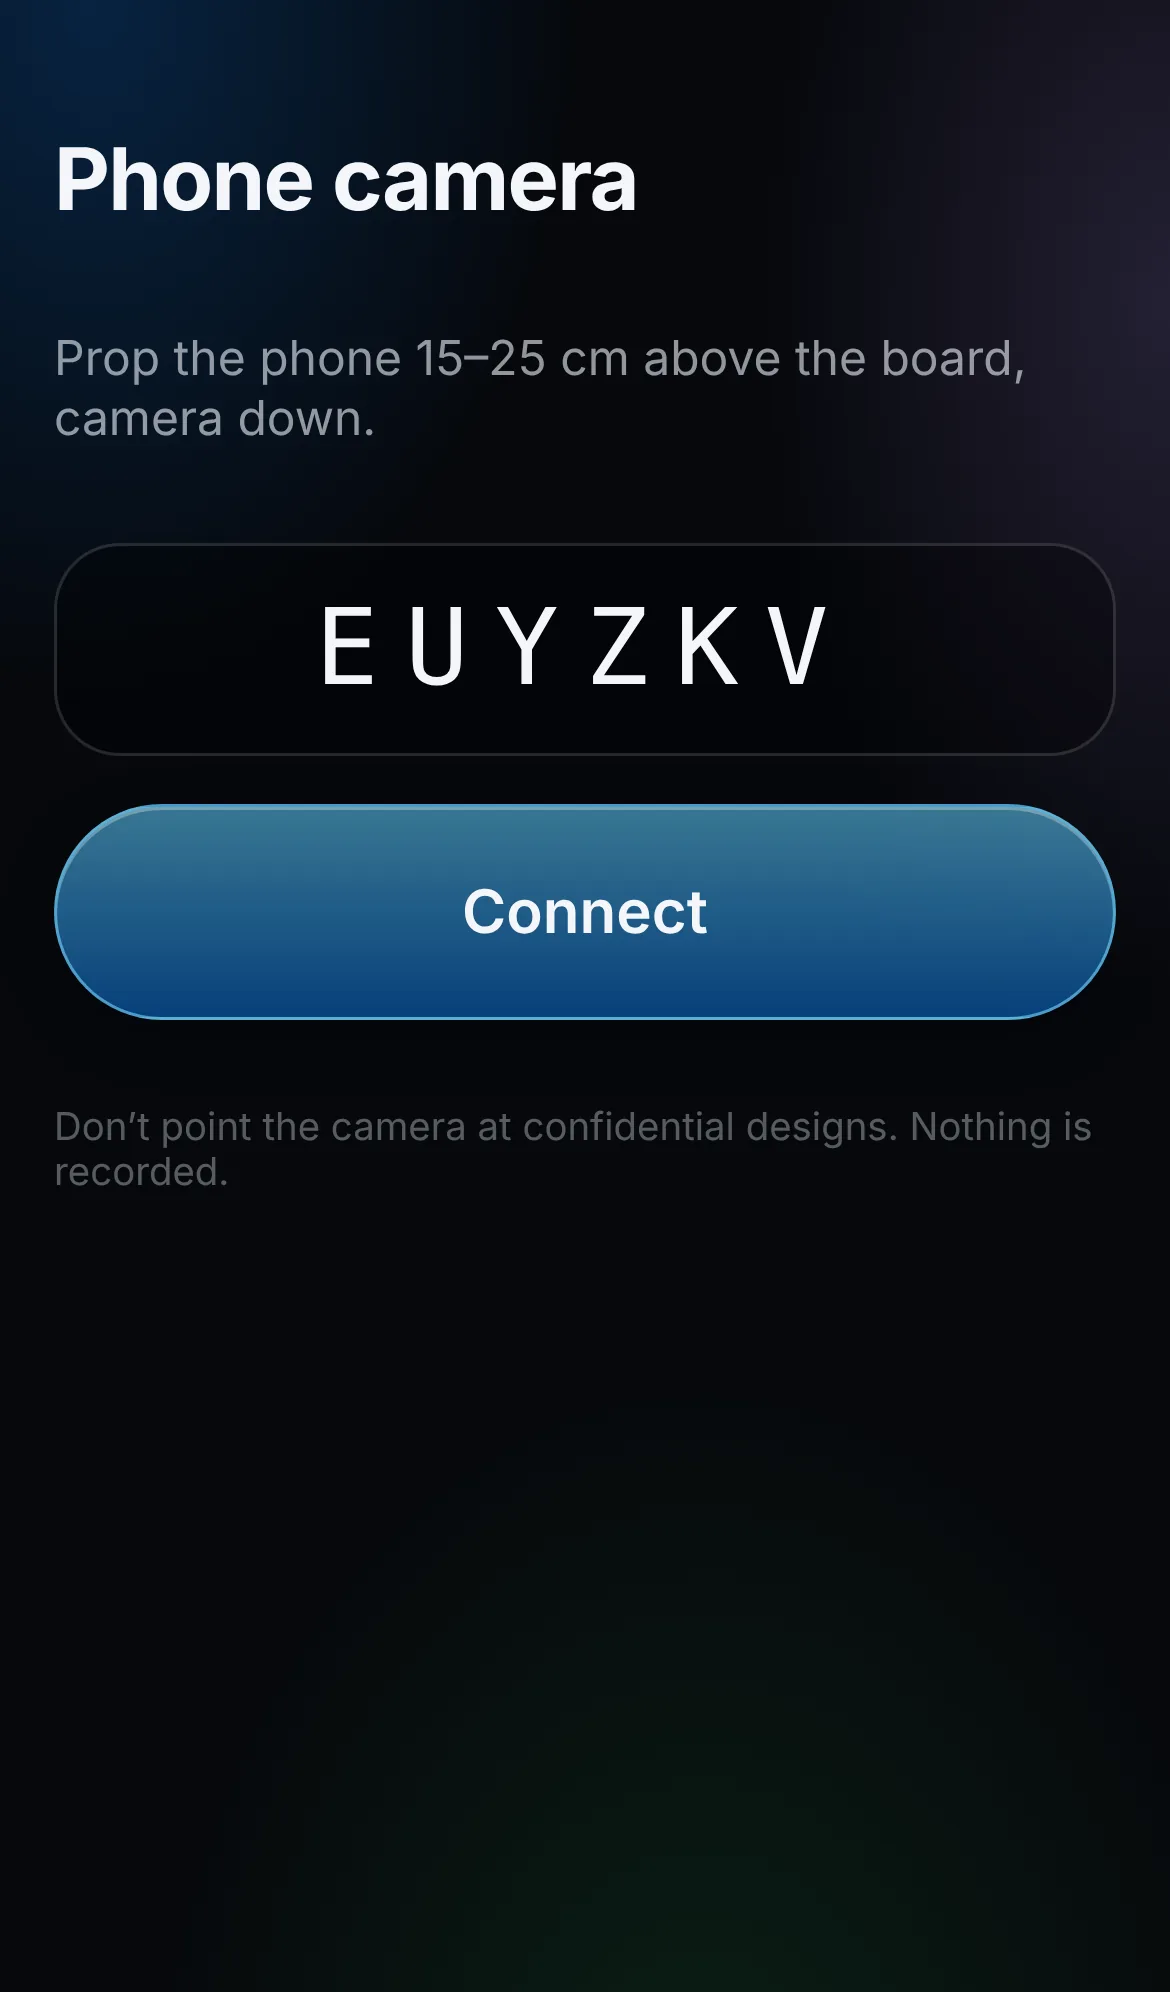 Phone camera
Prop the phone 15–25 cm above the board,
camera down.
EUYZKV
Connect
Don’t point the camera at confidential designs. Nothing is
recorded.